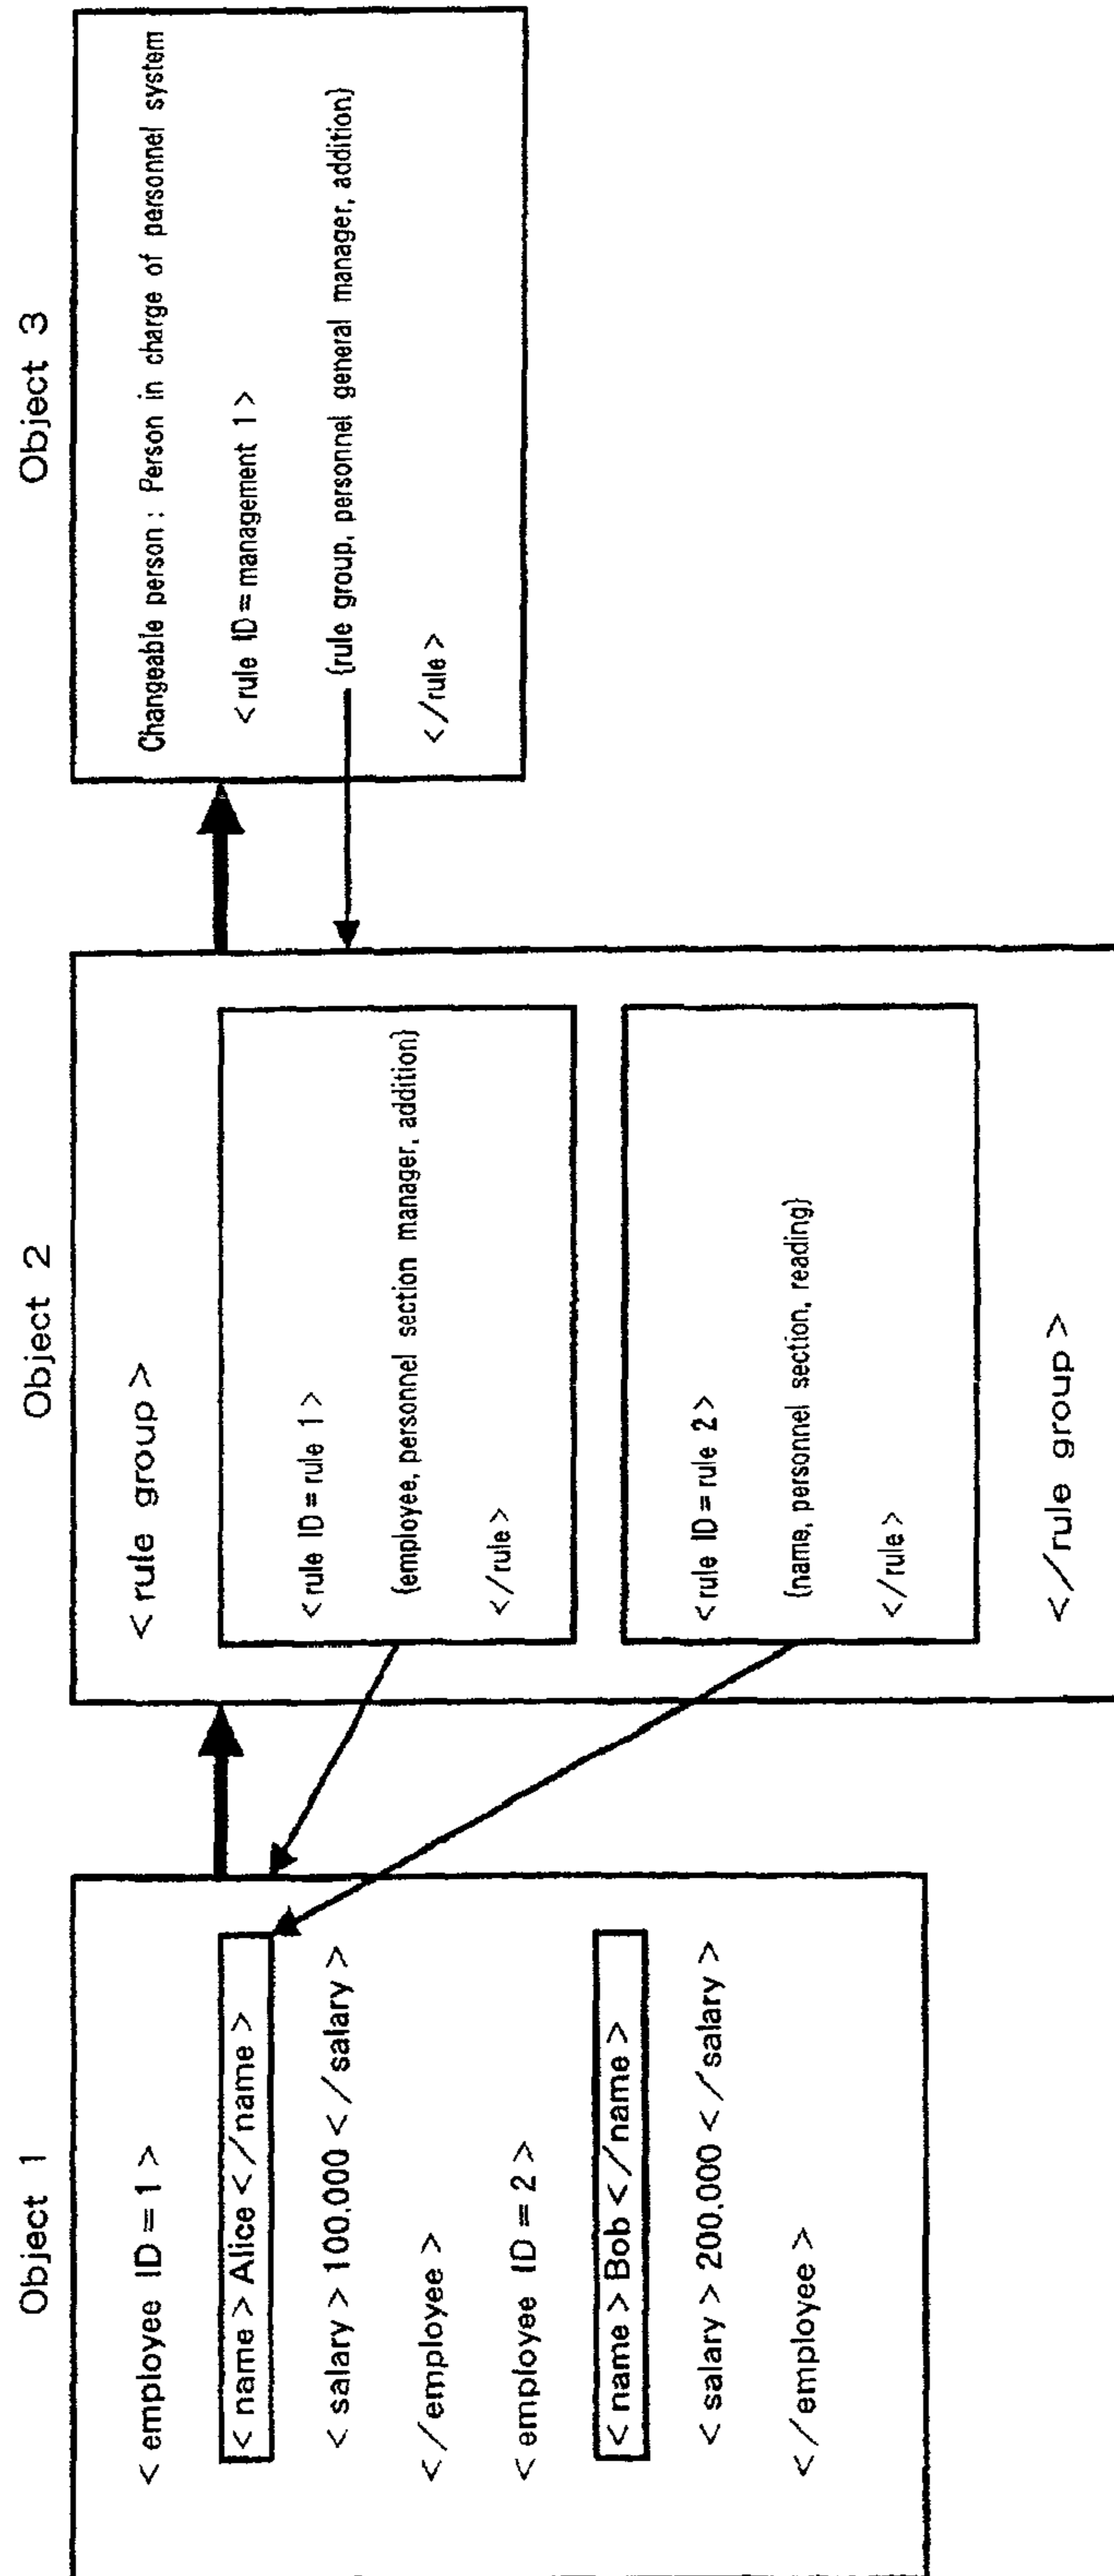 Object 1
< employee ID = 1 >
< name > Alice < /name >
< salary > 100.000 < /salary >
< /employee >
< employee ID = 2 >
< name > Bob < /name >
< salary > 200.000 < /salary >
< /employee >
Object 2
< rule group >
< rule ID = rule 1 >
{employee, personnel section manager, addition}
< /rule >
< rule ID = rule 2 >
{name, personnel section, reading}
< /rule >
< /rule group >
Object 3
Changeable person : Person in charge of personnel system
< rule ID = management 1 >
{rule group, personnel general manager, addition}
< /rule >